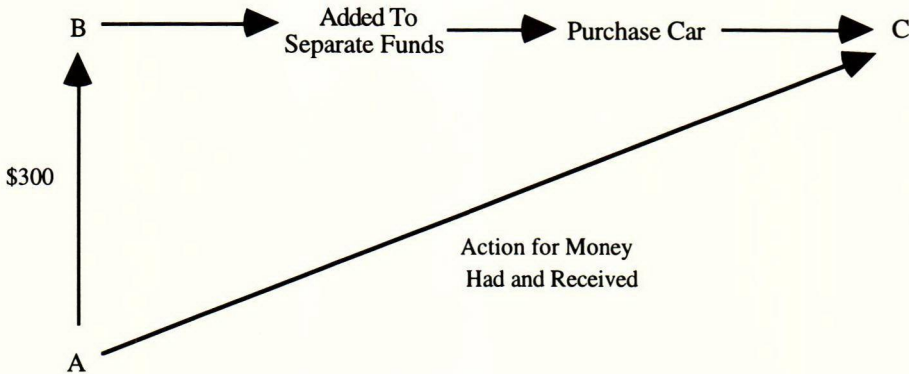 B
Added To
Separate Funds
Purchase Car
C
$300
Action for Money
Had and Received
A